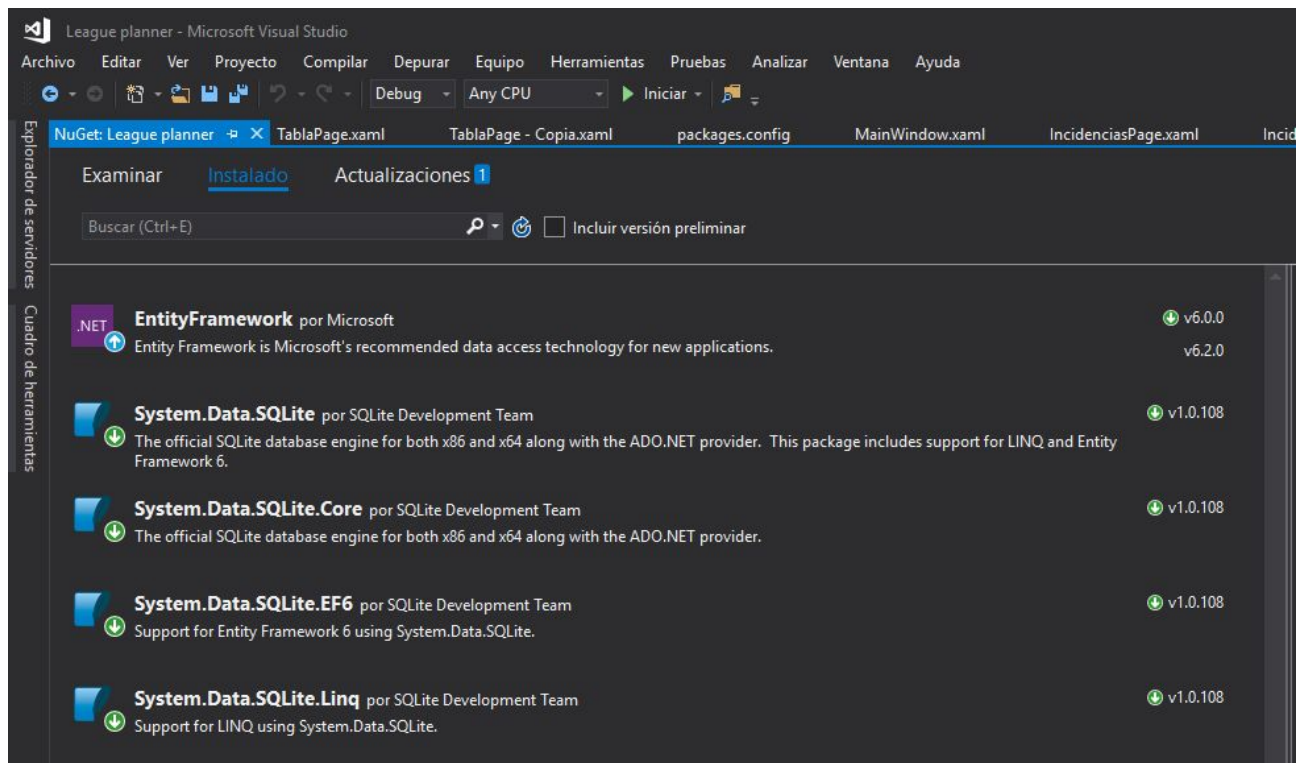 League planner - Microsoft Visual Studio
Archivo Editar Ver Proyecto Compilar Depurar Equipo Herramientas Pruebas Analizar Ventana Ayuda
Debug Any CPU Iniciar
NuGet: League planner TablaPage.xaml TablaPage - Copia.xaml packages.config MainWindow.xaml IncidenciasPage.xaml Incid
Explorador de servidores
Cuadro de herramientas
Examinar Instalado Actualizaciones 1
Buscar (Ctrl+E) Incluir versión preliminar
.NET
EntityFramework por Microsoft v6.0.0
Entity Framework is Microsoft's recommended data access technology for new applications. v6.2.0
System.Data.SQLite por SQLite Development Team v1.0.108
The official SQLite database engine for both x86 and x64 along with the ADO.NET provider. This package includes support for LINQ and Entity
Framework 6.
System.Data.SQLite.Core por SQLite Development Team v1.0.108
The official SQLite database engine for both x86 and x64 along with the ADO.NET provider.
System.Data.SQLite.EF6 por SQLite Development Team v1.0.108
Support for Entity Framework 6 using System.Data.SQLite.
System.Data.SQLite.Linq por SQLite Development Team v1.0.108
Support for LINQ using System.Data.SQLite.